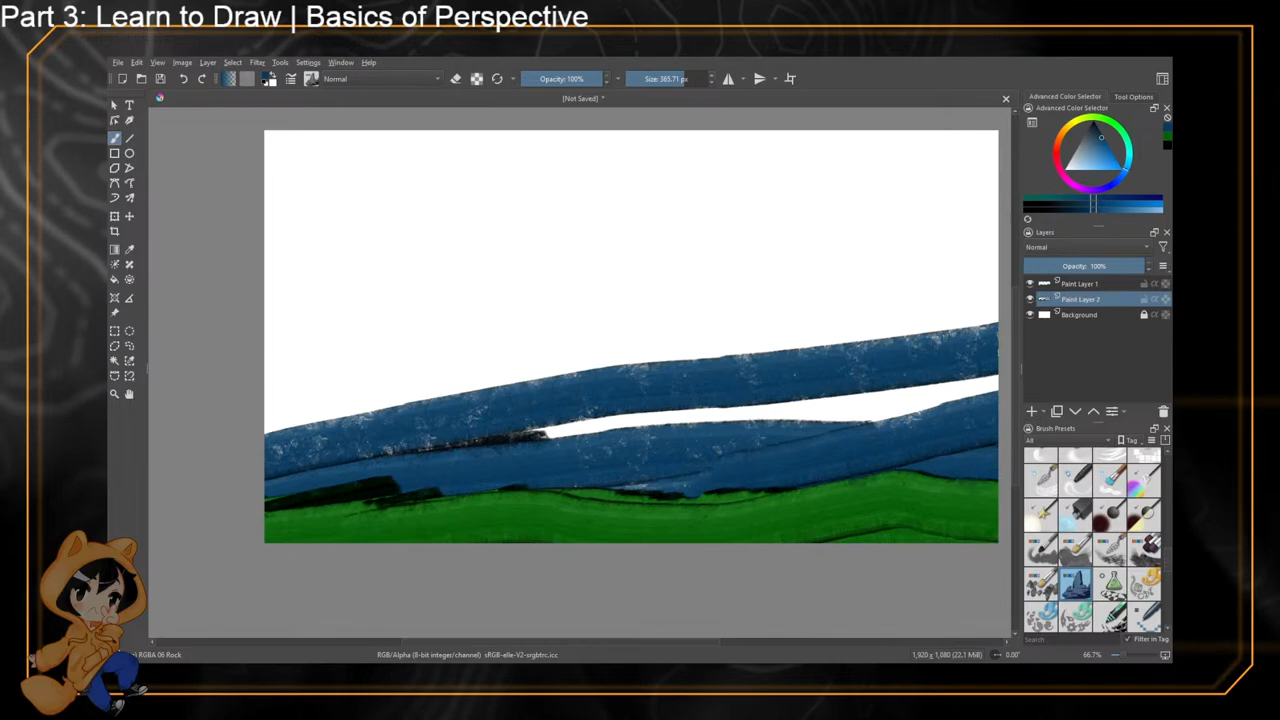 Part 3: Learn to Draw | Basics of Perspective
File Edit View Image Layer Select Filter Tools Settings Window Help
Normal Opacity: 100% Size: 365.71 px
[Not Saved] *
Advanced Color Selector Tool Options
Advanced Color Selector
Layers
Normal
Opacity: 100%
Paint Layer 1
Paint Layer 2
Background
Brush Presets
All Tag
Search Filter in Tag
RGBA 06 Rock RGB/Alpha (8-bit integer/channel) sRGB-elle-V2-srgbtrc.icc 1,920 x 1,080 (22.1 MiB) 0.00° 66.7%